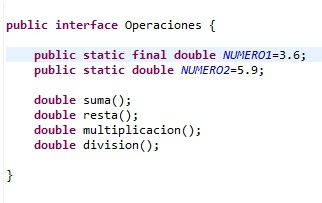 public interface Operaciones {
public static final double NUMERO1=3.6;
public static double NUMERO2=5.9;
double suma();
double resta();
double multiplicacion();
double division();
}